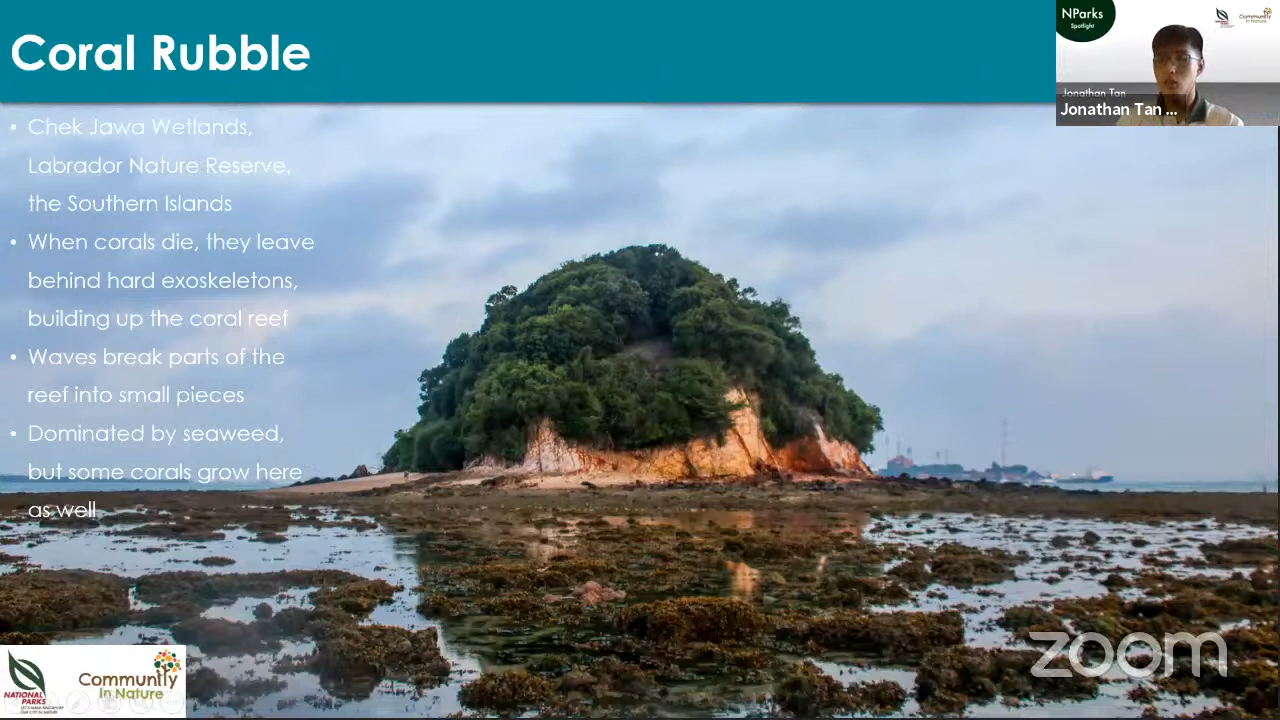 Coral Rubble
NParks
Spotlight
Community
in Nature
Jonathan Tan
Jonathan Tan ...
• Chek Jawa Wetlands,
Labrador Nature Reserve,
the Southern Islands
• When corals die, they leave
behind hard exoskeletons,
building up the coral reef
• Waves break parts of the
reef into small pieces
• Dominated by seaweed,
but some corals grow here
as well
NATIONAL
PARKS
Community
in Nature
zoom